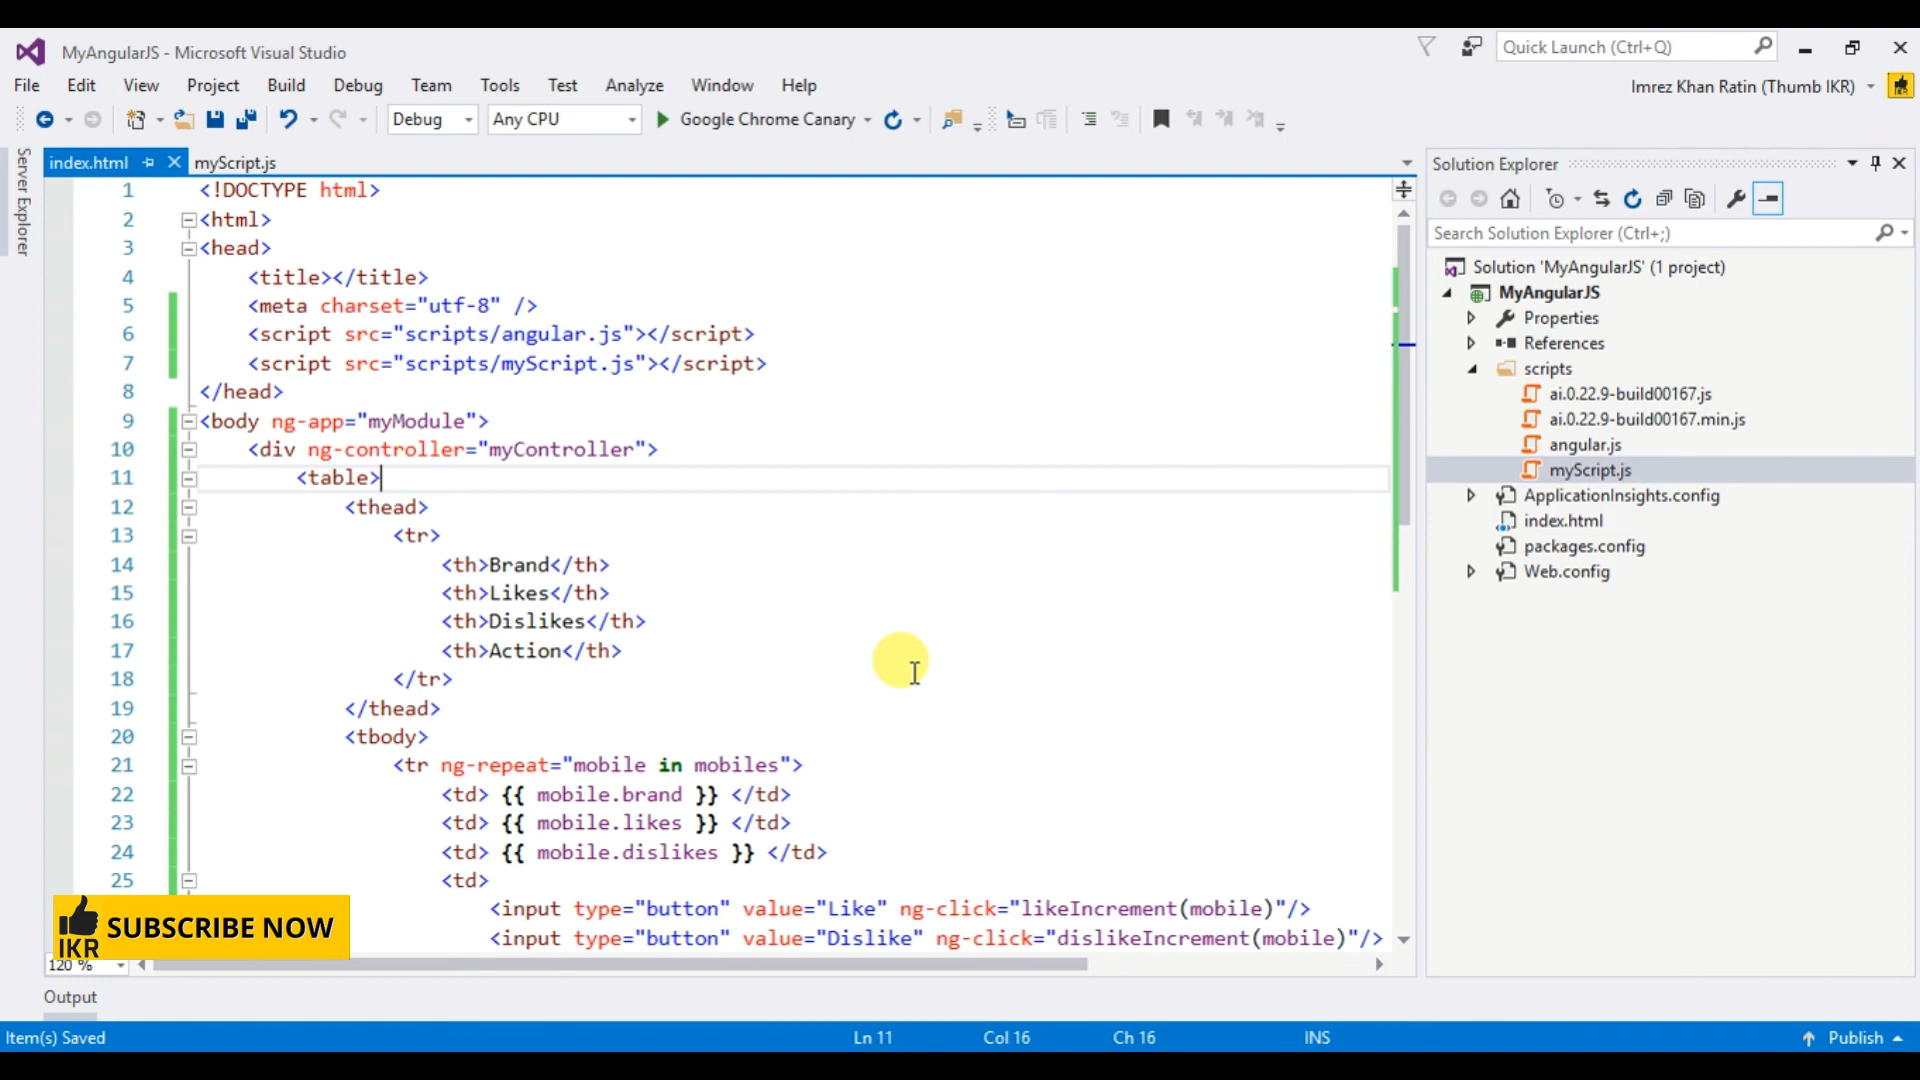 MyAngularJS - Microsoft Visual Studio
Quick Launch (Ctrl+Q)
File Edit View Project Build Debug Team Tools Test Analyze Window Help
Imrez Khan Ratin (Thumb IKR)
Debug Any CPU Google Chrome Canary
Server Explorer
index.html myScript.js
1 <!DOCTYPE html>
2 <html>
3 <head>
4 <title></title>
5 <meta charset="utf-8" />
6 <script src="scripts/angular.js"></script>
7 <script src="scripts/myScript.js"></script>
8 </head>
9 <body ng-app="myModule">
10 <div ng-controller="myController">
11 <table>
12 <thead>
13 <tr>
14 <th>Brand</th>
15 <th>Likes</th>
16 <th>Dislikes</th>
17 <th>Action</th>
18 </tr>
19 </thead>
20 <tbody>
21 <tr ng-repeat="mobile in mobiles">
22 <td> {{ mobile.brand }} </td>
23 <td> {{ mobile.likes }} </td>
24 <td> {{ mobile.dislikes }} </td>
25 <td>
<input type="button" value="Like" ng-click="likeIncrement(mobile)"/>
<input type="button" value="Dislike" ng-click="dislikeIncrement(mobile)"/>
IKR SUBSCRIBE NOW
120 %
Output
Solution Explorer
Search Solution Explorer (Ctrl+;)
Solution 'MyAngularJS' (1 project)
MyAngularJS
Properties
References
scripts
ai.0.22.9-build00167.js
ai.0.22.9-build00167.min.js
angular.js
myScript.js
ApplicationInsights.config
index.html
packages.config
Web.config
Item(s) Saved Ln 11 Col 16 Ch 16 INS Publish